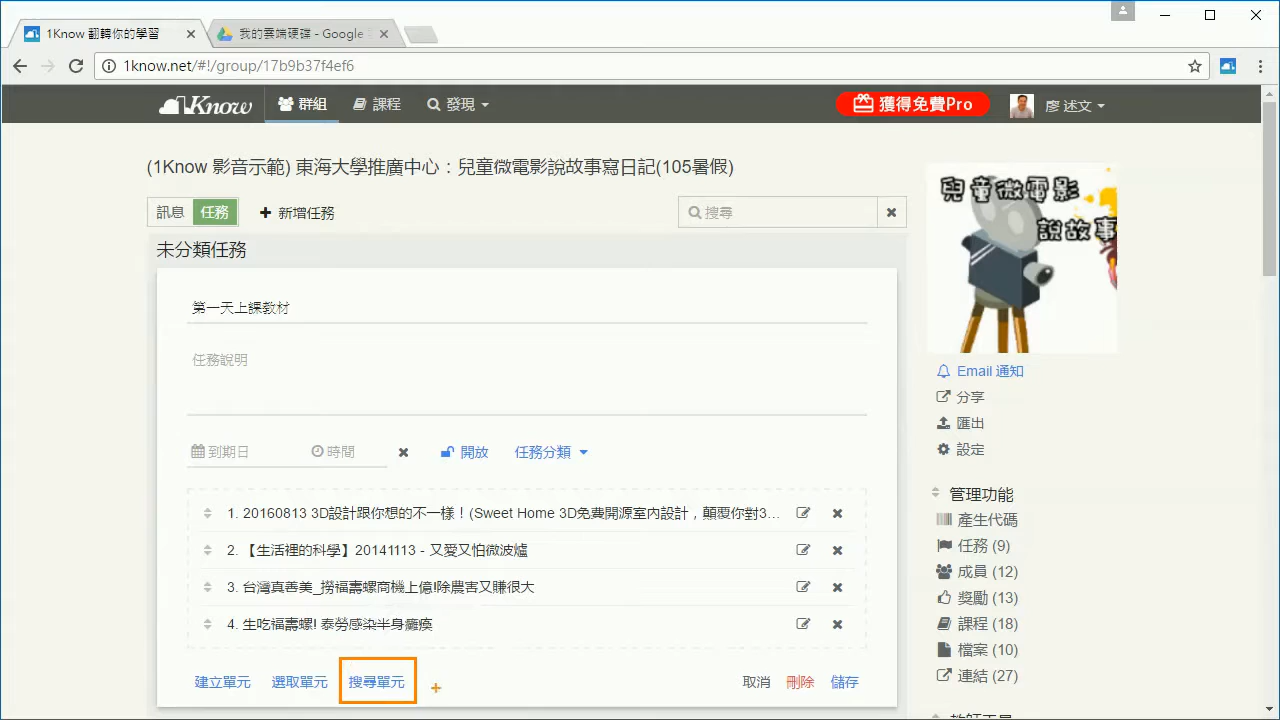 1Know 翻轉你的學習
我的雲端硬碟 - Google
1know.net/#!/group/17b9b37f4ef6
1Know 群組 課程 發現 獲得免費Pro 廖 述文
(1Know 影音示範) 東海大學推廣中心：兒童微電影說故事寫日記(105暑假)
訊息 任務 新增任務 搜尋
未分類任務
第一天上課教材
任務說明
到期日 時間 開放 任務分類
1. 20160813 3D設計跟你想的不一樣！(Sweet Home 3D免費開源室內設計，顛覆你對3...
2. 【生活裡的科學】20141113 - 又愛又怕微波爐
3. 台灣真善美_撈福壽螺商機上億!除農害又賺很大
4. 生吃福壽螺! 泰勞感染半身癱瘓
建立單元 選取單元 搜尋單元 + 取消 刪除 儲存
兒童微電影
說故事
Email 通知
分享
匯出
設定
管理功能
產生代碼
任務 (9)
成員 (12)
獎勵 (13)
課程 (18)
檔案 (10)
連結 (27)